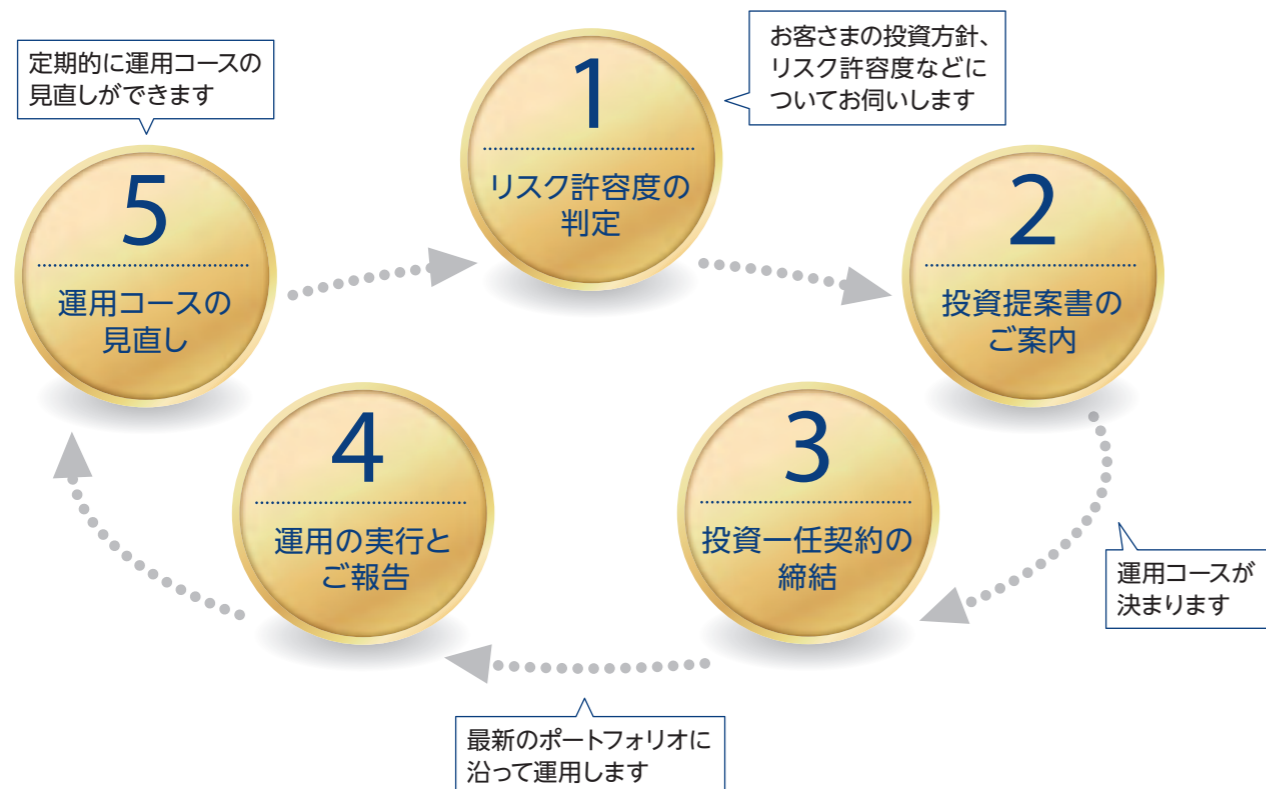 1
リスク許容度の
判定
お客さまの投資方針、
リスク許容度などに
ついてお伺いします
2
投資提案書の
ご案内
運用コースが
決まります
3
投資一任契約の
締結
最新のポートフォリオに
沿って運用します
4
運用の実行と
ご報告
5
運用コースの
見直し
定期的に運用コースの
見直しができます